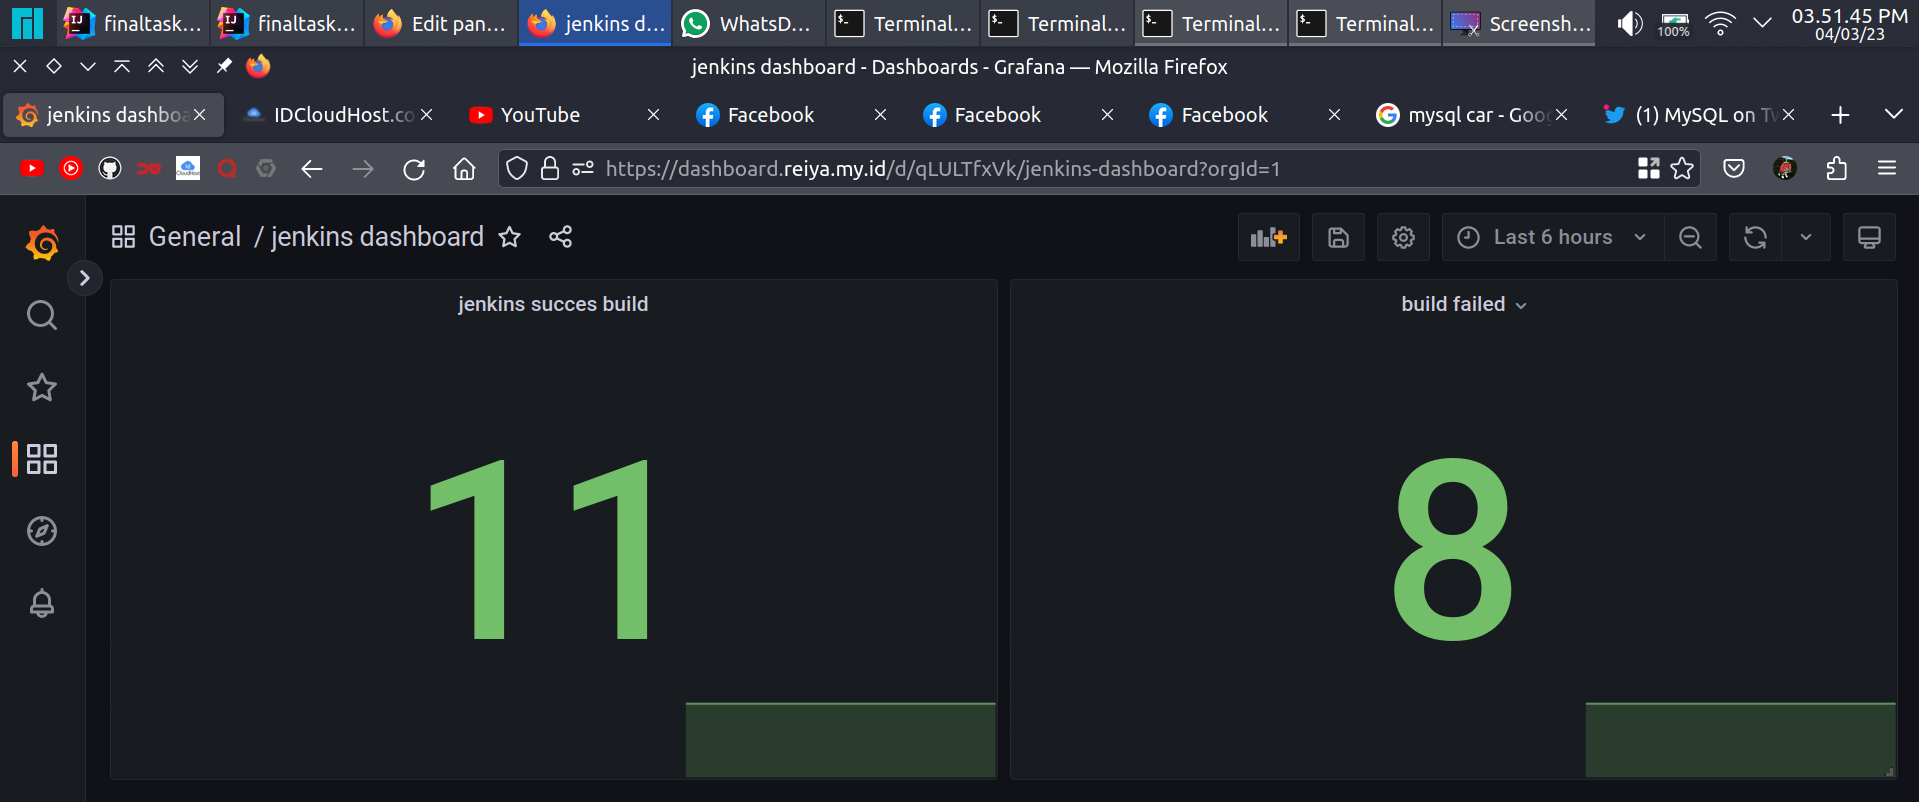 finaltask...
finaltask...
Edit pan...
jenkins d...
WhatsD...
Terminal...
Terminal...
Terminal...
Terminal...
Screensh...
100%
03.51.45 PM
04/03/23
jenkins dashboard - Dashboards - Grafana — Mozilla Firefox
jenkins dashboa
IDCloudHost.co
YouTube
Facebook
Facebook
Facebook
mysql car - Goog
(1) MySQL on Tw
https://dashboard.reiya.my.id/d/qLULTfxVk/jenkins-dashboard?orgId=1
General / jenkins dashboard
Last 6 hours
jenkins succes build
build failed
11
8